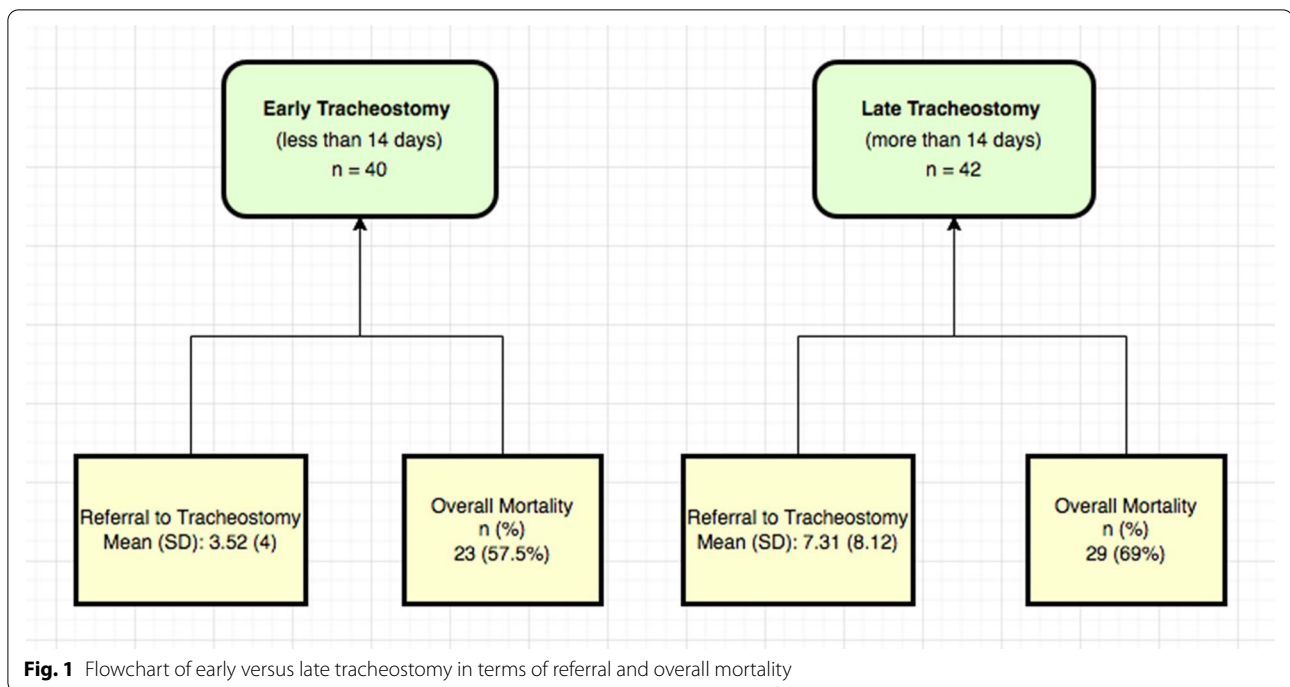 Early Tracheostomy
(less than 14 days)
n = 40
Late Tracheostomy
(more than 14 days)
n = 42
Referral to Tracheostomy
Mean (SD): 3.52 (4)
Overall Mortality
n (%)
23 (57.5%)
Referral to Tracheostomy
Mean (SD): 7.31 (8.12)
Overall Mortality
n (%)
29 (69%)
Fig. 1 Flowchart of early versus late tracheostomy in terms of referral and overall mortality